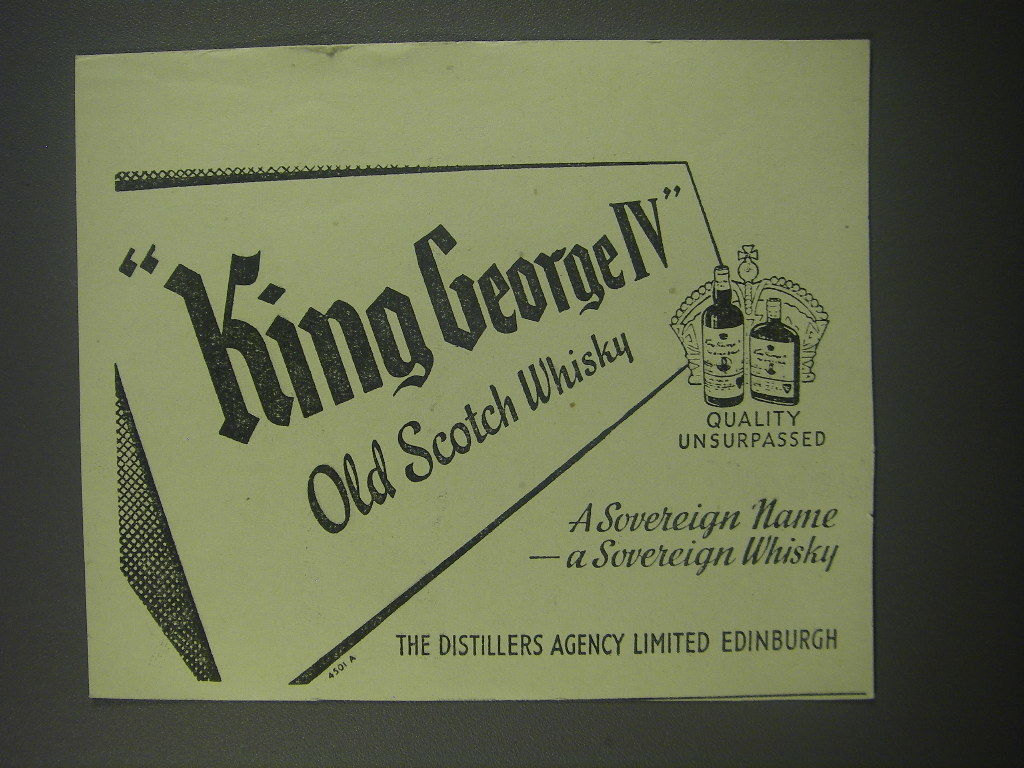 "King George IV"
Old Scotch Whisky
QUALITY
UNSURPASSED
A Sovereign Name
— a Sovereign Whisky
THE DISTILLERS AGENCY LIMITED EDINBURGH
4501 A